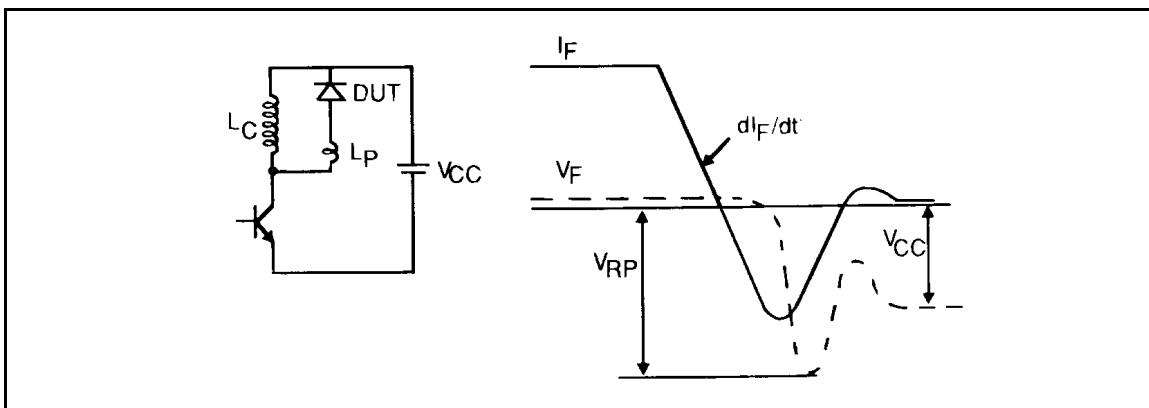 DUT
LC
LP
VCC
IF
dIF/dt
VF
VRP
VCC